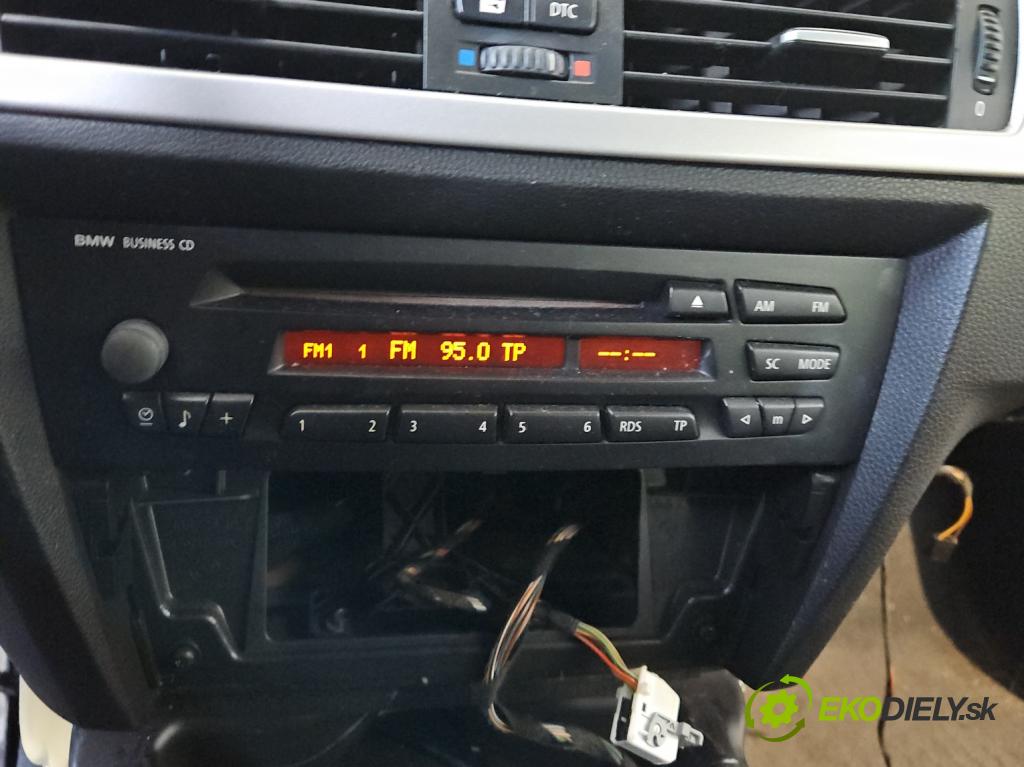 DTC
0
BMW BUSINESS CD
AM FM
FM1 1 FM 95.0 TP --:--
SC MODE
1 2 3 4 5 6 RDS TP m
EKODIELY.sk